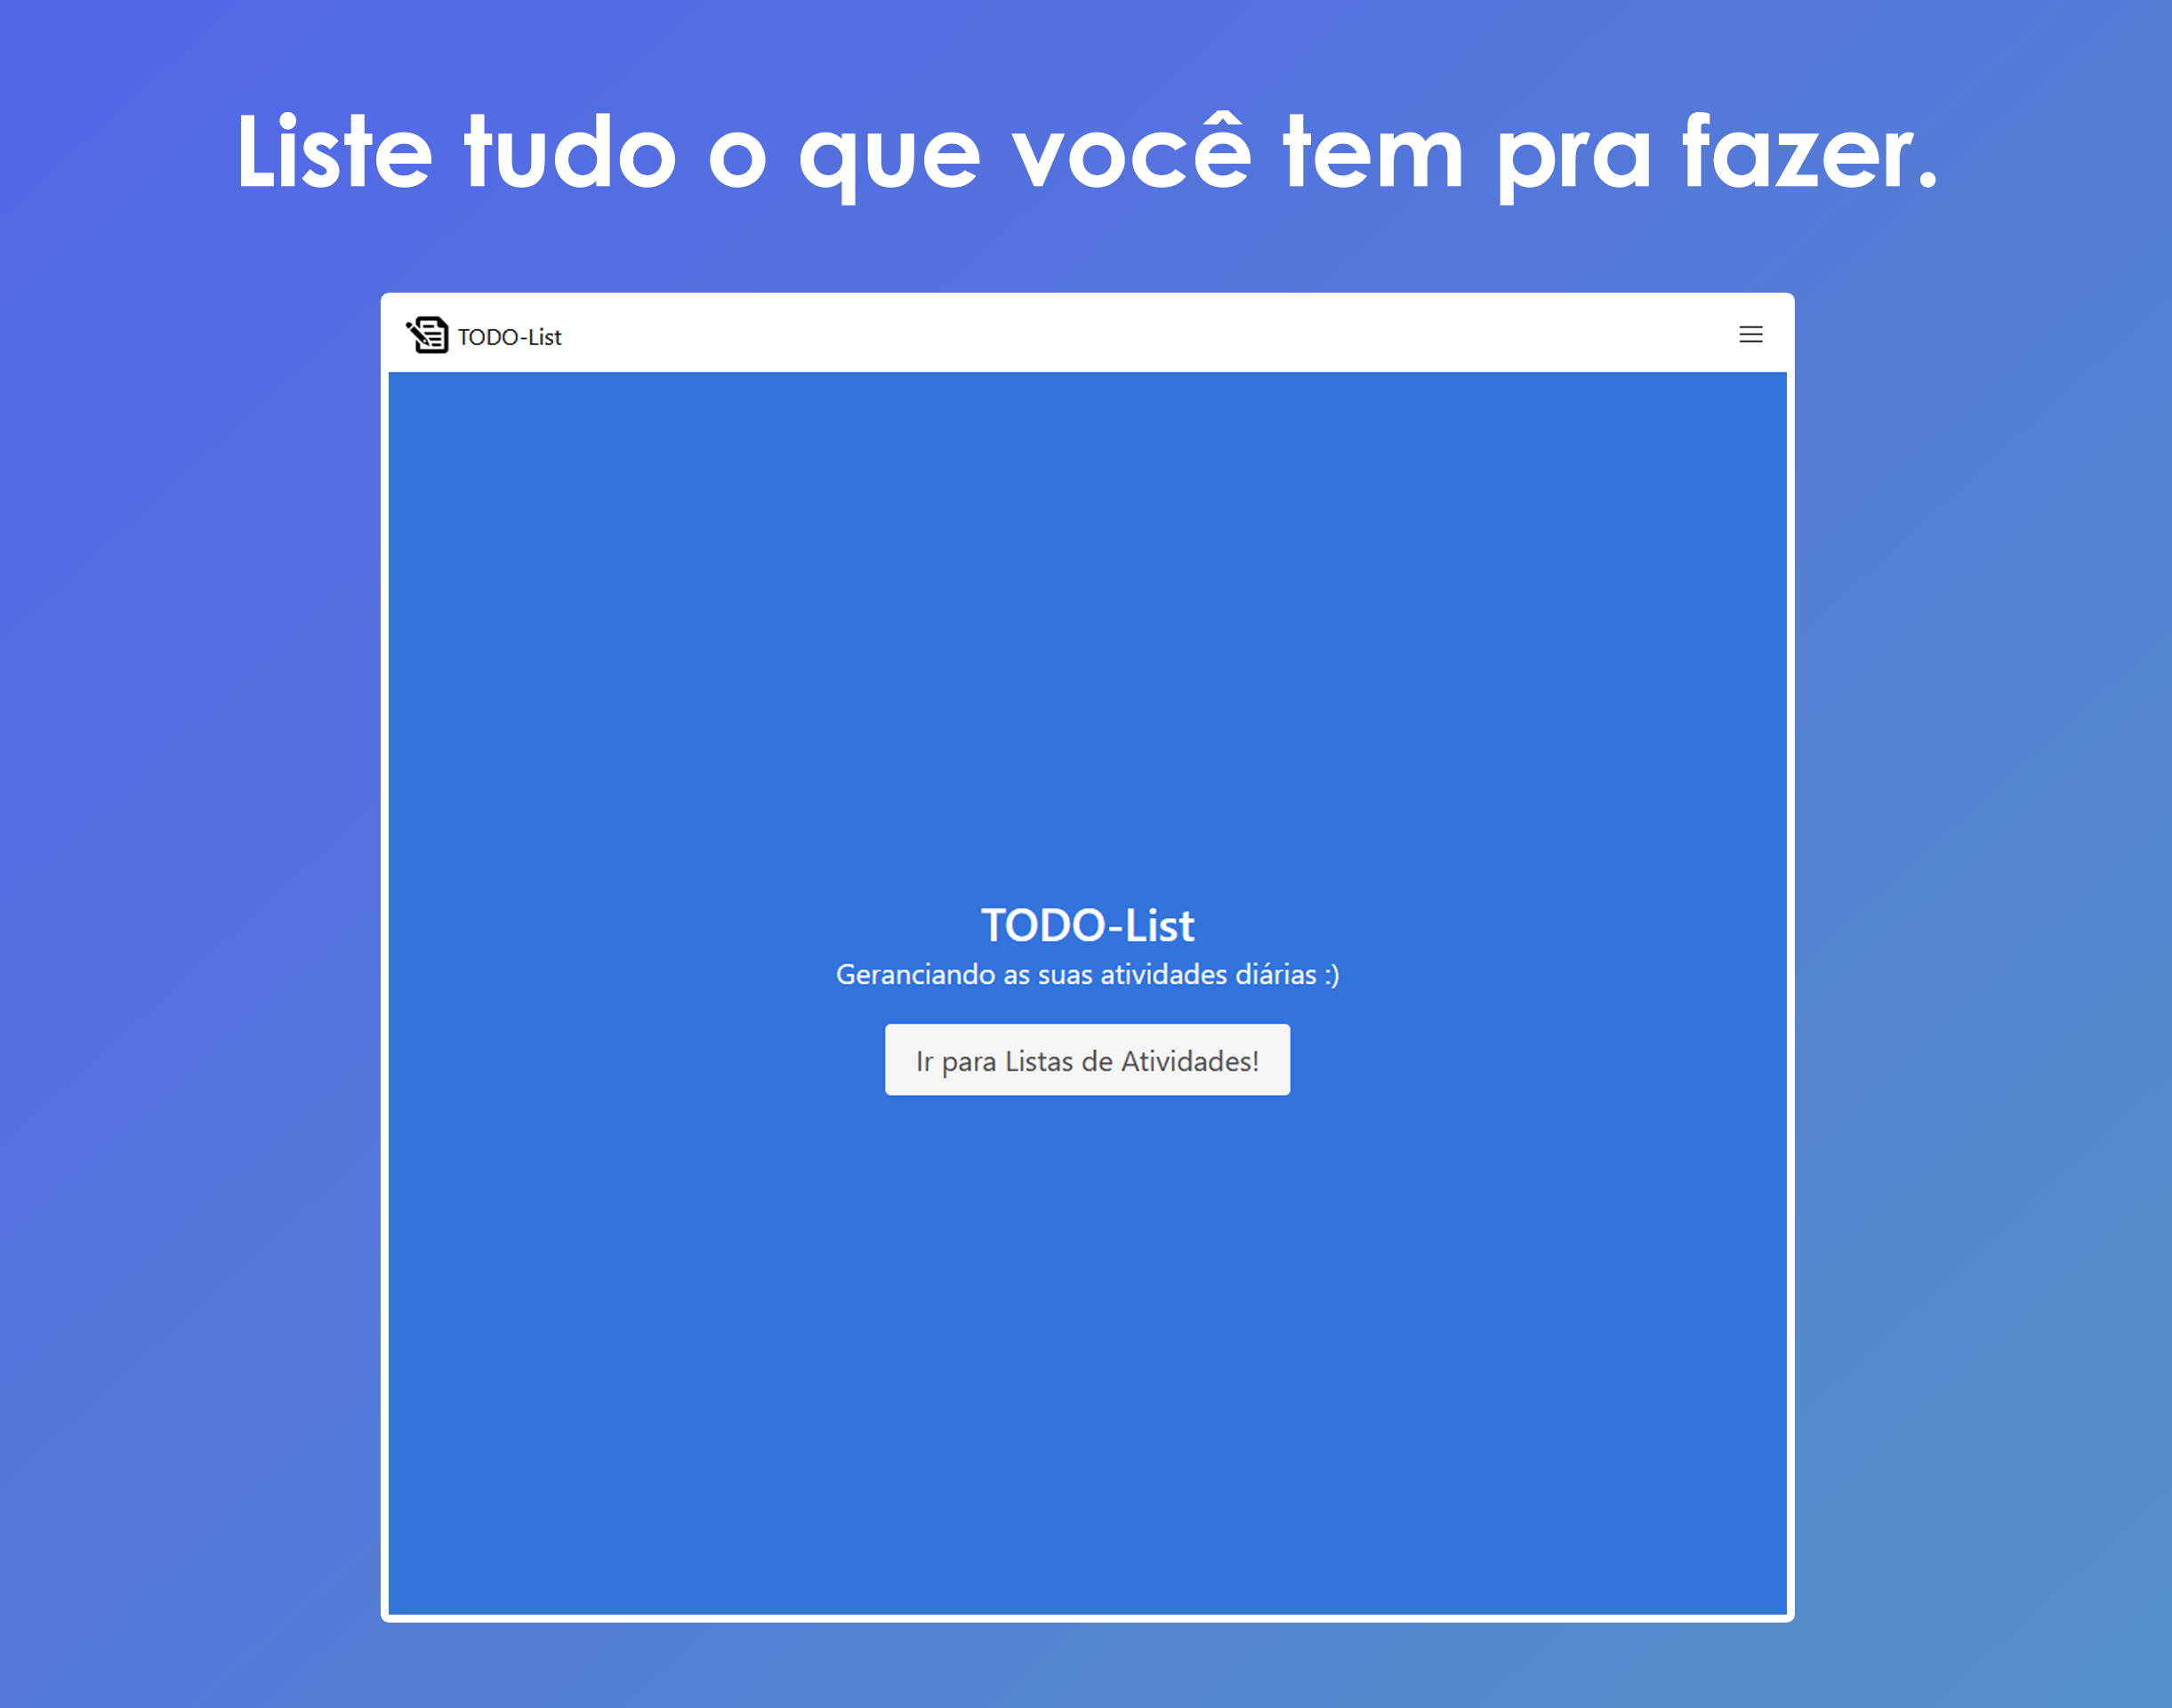 Liste tudo o que você tem pra fazer.
TODO-List
TODO-List
Geranciando as suas atividades diárias :)
Ir para Listas de Atividades!